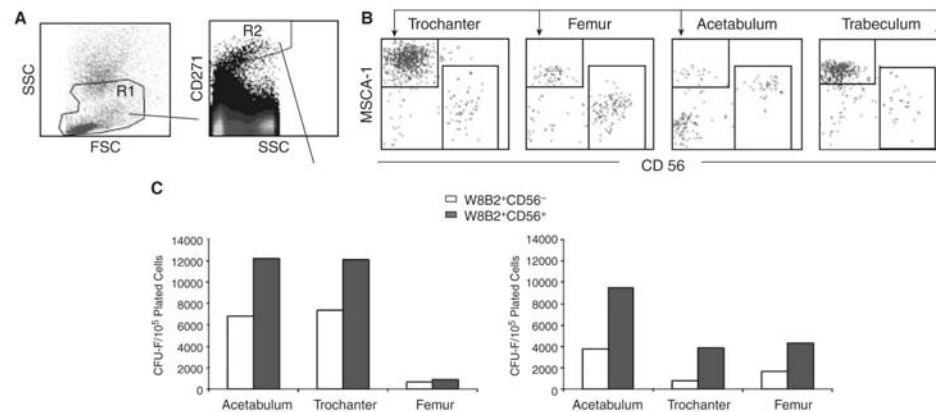 A
SSC
R1
FSC
CD271
R2
SSC
B
Trochanter Femur Acetabulum Trabeculum
MSCA-1
CD 56
C
W8B2+CD56−
W8B2+CD56+
CFU-F/10⁵ Plated Cells
14000
12000
10000
8000
6000
4000
2000
0
Acetabulum Trochanter Femur
CFU-F/10⁵ Plated Cells
14000
12000
10000
8000
6000
4000
2000
0
Acetabulum Trochanter Femur